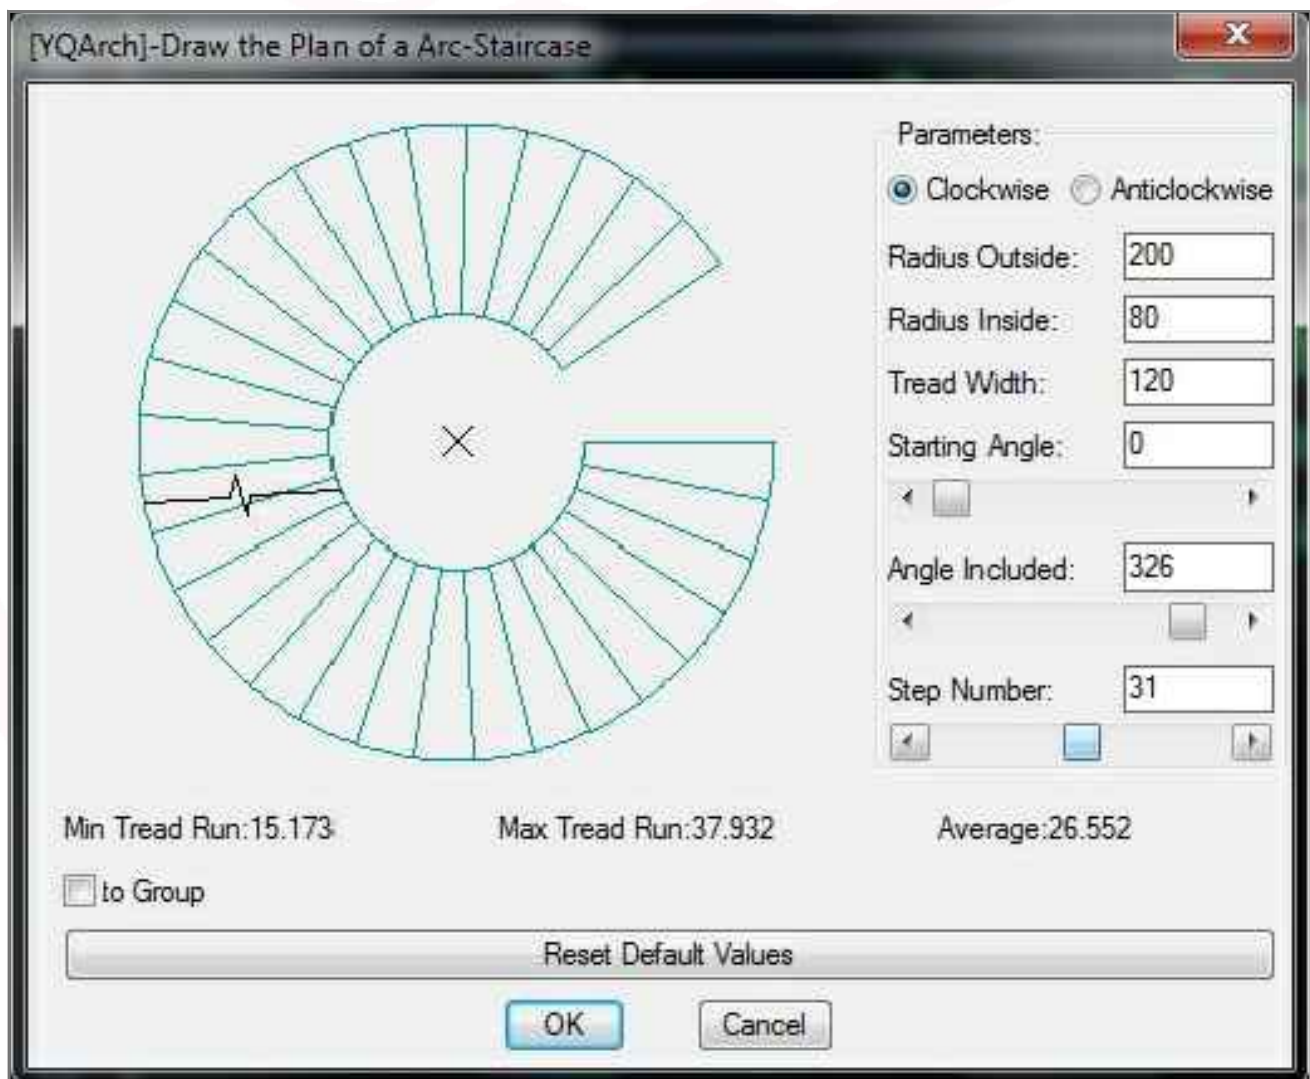 [YQArch]-Draw the Plan of a Arc-Staircase
Parameters:
Clockwise Anticlockwise
Radius Outside: 200
Radius Inside: 80
Tread Width: 120
Starting Angle: 0
Angle Included: 326
Step Number: 31
Min Tread Run:15.173 Max Tread Run:37.932 Average:26.552
to Group
Reset Default Values
OK Cancel